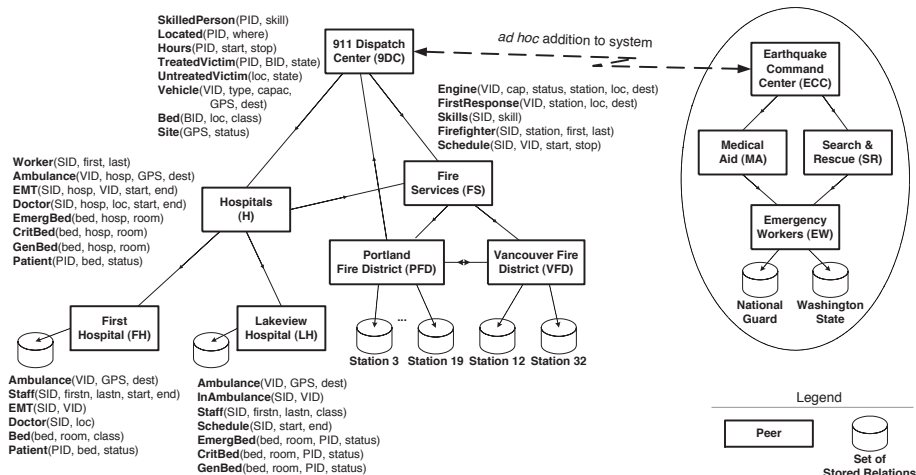 SkilledPerson(PID, skill)
Located(PID, where)
Hours(PID, start, stop)
TreatedVictim(PID, BID, state)
UntreatedVictim(loc, state)
Vehicle(VID, type, capac,
GPS, dest)
Bed(BID, loc, class)
Site(GPS, status)
911 Dispatch
Center (9DC)
ad hoc addition to system
Earthquake
Command
Center (ECC)
Engine(VID, cap, status, station, loc, dest)
FirstResponse(VID, station, loc, dest)
Skills(SID, skill)
Firefighter(SID, station, first, last)
Schedule(SID, VID, start, stop)
Medical
Aid (MA)
Search &
Rescue (SR)
Emergency
Workers (EW)
National
Guard
Washington
State
Worker(SID, first, last)
Ambulance(VID, hosp, GPS, dest)
EMT(SID, hosp, VID, start, end)
Doctor(SID, hosp, loc, start, end)
EmergBed(bed, hosp, room)
CritBed(bed, hosp, room)
GenBed(bed, hosp, room)
Patient(PID, bed, status)
Hospitals
(H)
Fire
Services (FS)
Portland
Fire District (PFD)
Vancouver Fire
District (VFD)
First
Hospital (FH)
Lakeview
Hospital (LH)
...
Station 3
Station 19
Station 12
Station 32
Ambulance(VID, GPS, dest)
Staff(SID, firstn, lastn, start, end)
EMT(SID, VID)
Doctor(SID, loc)
Bed(bed, room, class)
Patient(PID, bed, status)
Ambulance(VID, GPS, dest)
InAmbulance(SID, VID)
Staff(SID, firstn, lastn, class)
Schedule(SID, start, end)
EmergBed(bed, room, PID, status)
CritBed(bed, room, PID, status)
GenBed(bed, room, PID, status)
Legend
Peer
Set of
Stored Relations